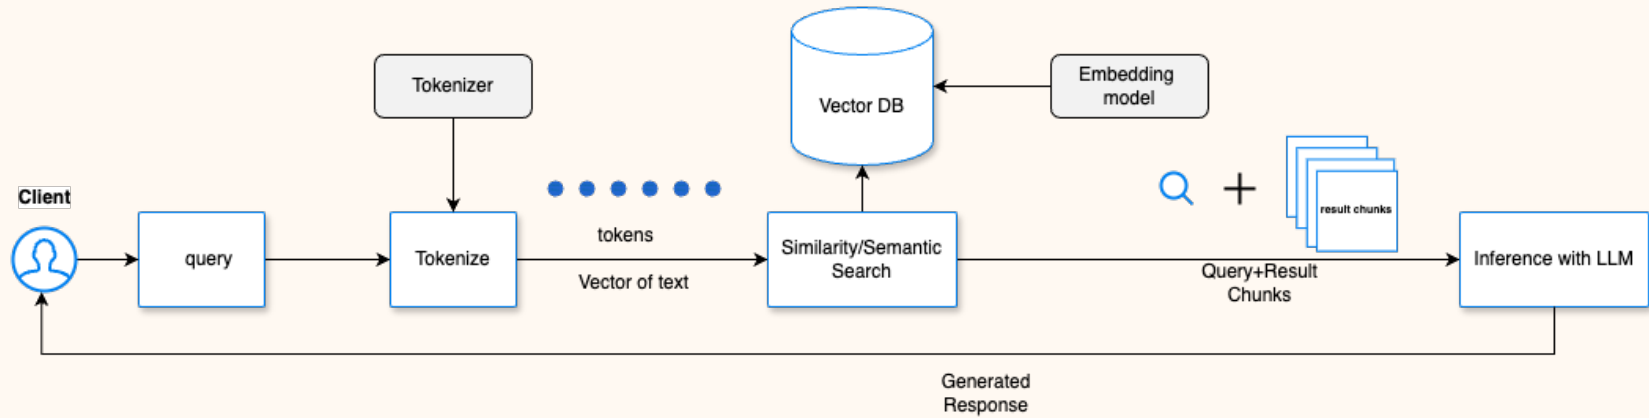 Client
query
Tokenizer
Tokenize
tokens
Vector of text
Vector DB
Embedding
model
Similarity/Semantic
Search
result chunks
Query+Result
Chunks
Inference with LLM
Generated
Response